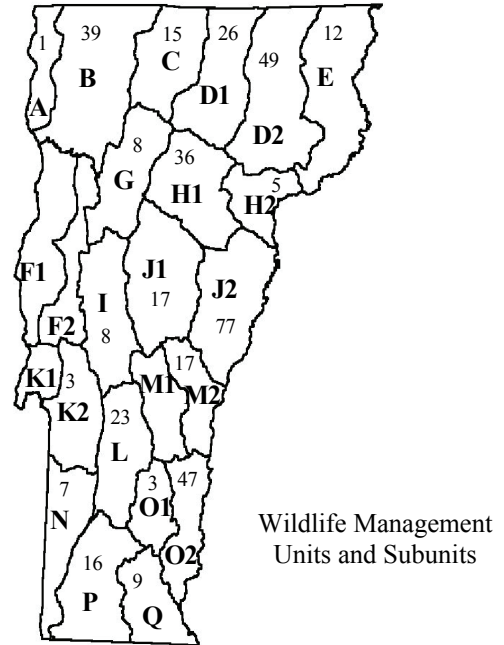 1 39 15 26 12
A B C D1 49 E
D2
8 36
G H1 5
H2
F1 J1 J2
I 17
F2 8 77
K1 3 M1 17
K2 M2
23
L
7 3 47
N O1
16 O2
P 9
Q
Wildlife Management
Units and Subunits